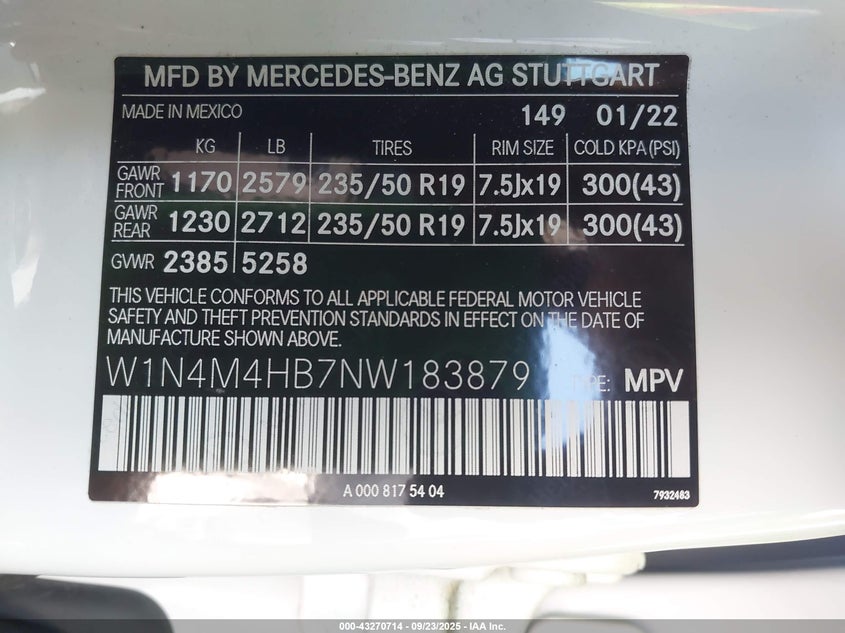 MFD BY MERCEDES-BENZ AG STUTTGART
MADE IN MEXICO 149 01/22
KG LB TIRES RIM SIZE COLD KPA (PSI)
GAWR FRONT 1170 2579 235/50 R19 7.5Jx19 300(43)
GAWR REAR 1230 2712 235/50 R19 7.5Jx19 300(43)
GVWR 2385 5258
THIS VEHICLE CONFORMS TO ALL APPLICABLE FEDERAL MOTOR VEHICLE
SAFETY AND THEFT PREVENTION STANDARDS IN EFFECT ON THE DATE OF
MANUFACTURE SHOWN ABOVE.
W1N4M4HB7NW183879 TYPE: MPV
A 000 817 54 04 7932483
000-43270714 - 09/23/2025 - IAA Inc.